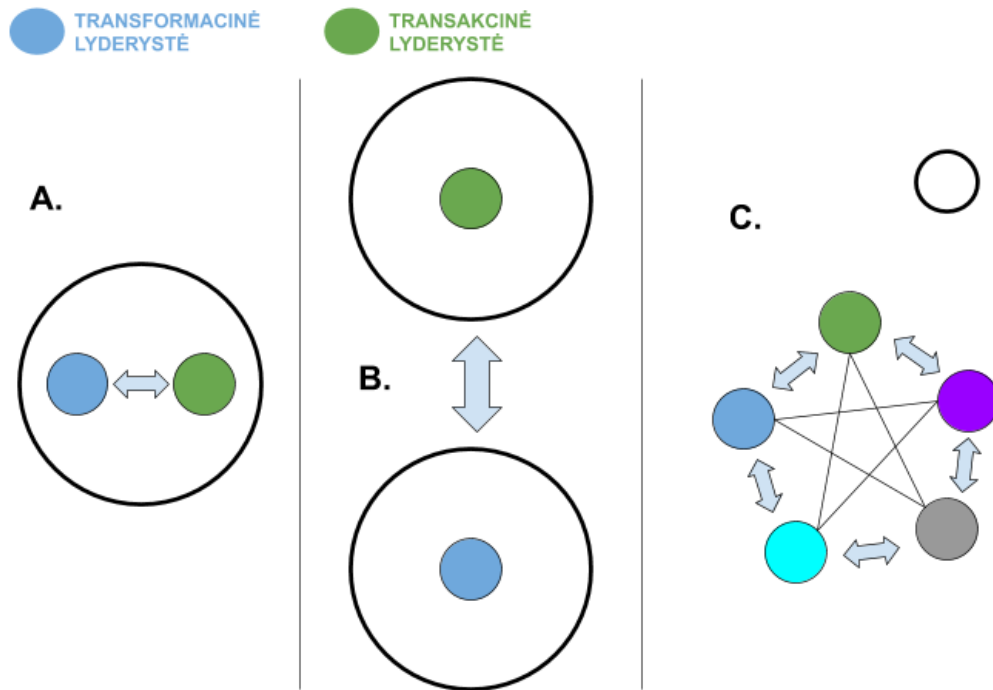 TRANSFORMACINĖ
LYDERYSTĖ
TRANSAKCINĖ
LYDERYSTĖ
A.
B.
C.